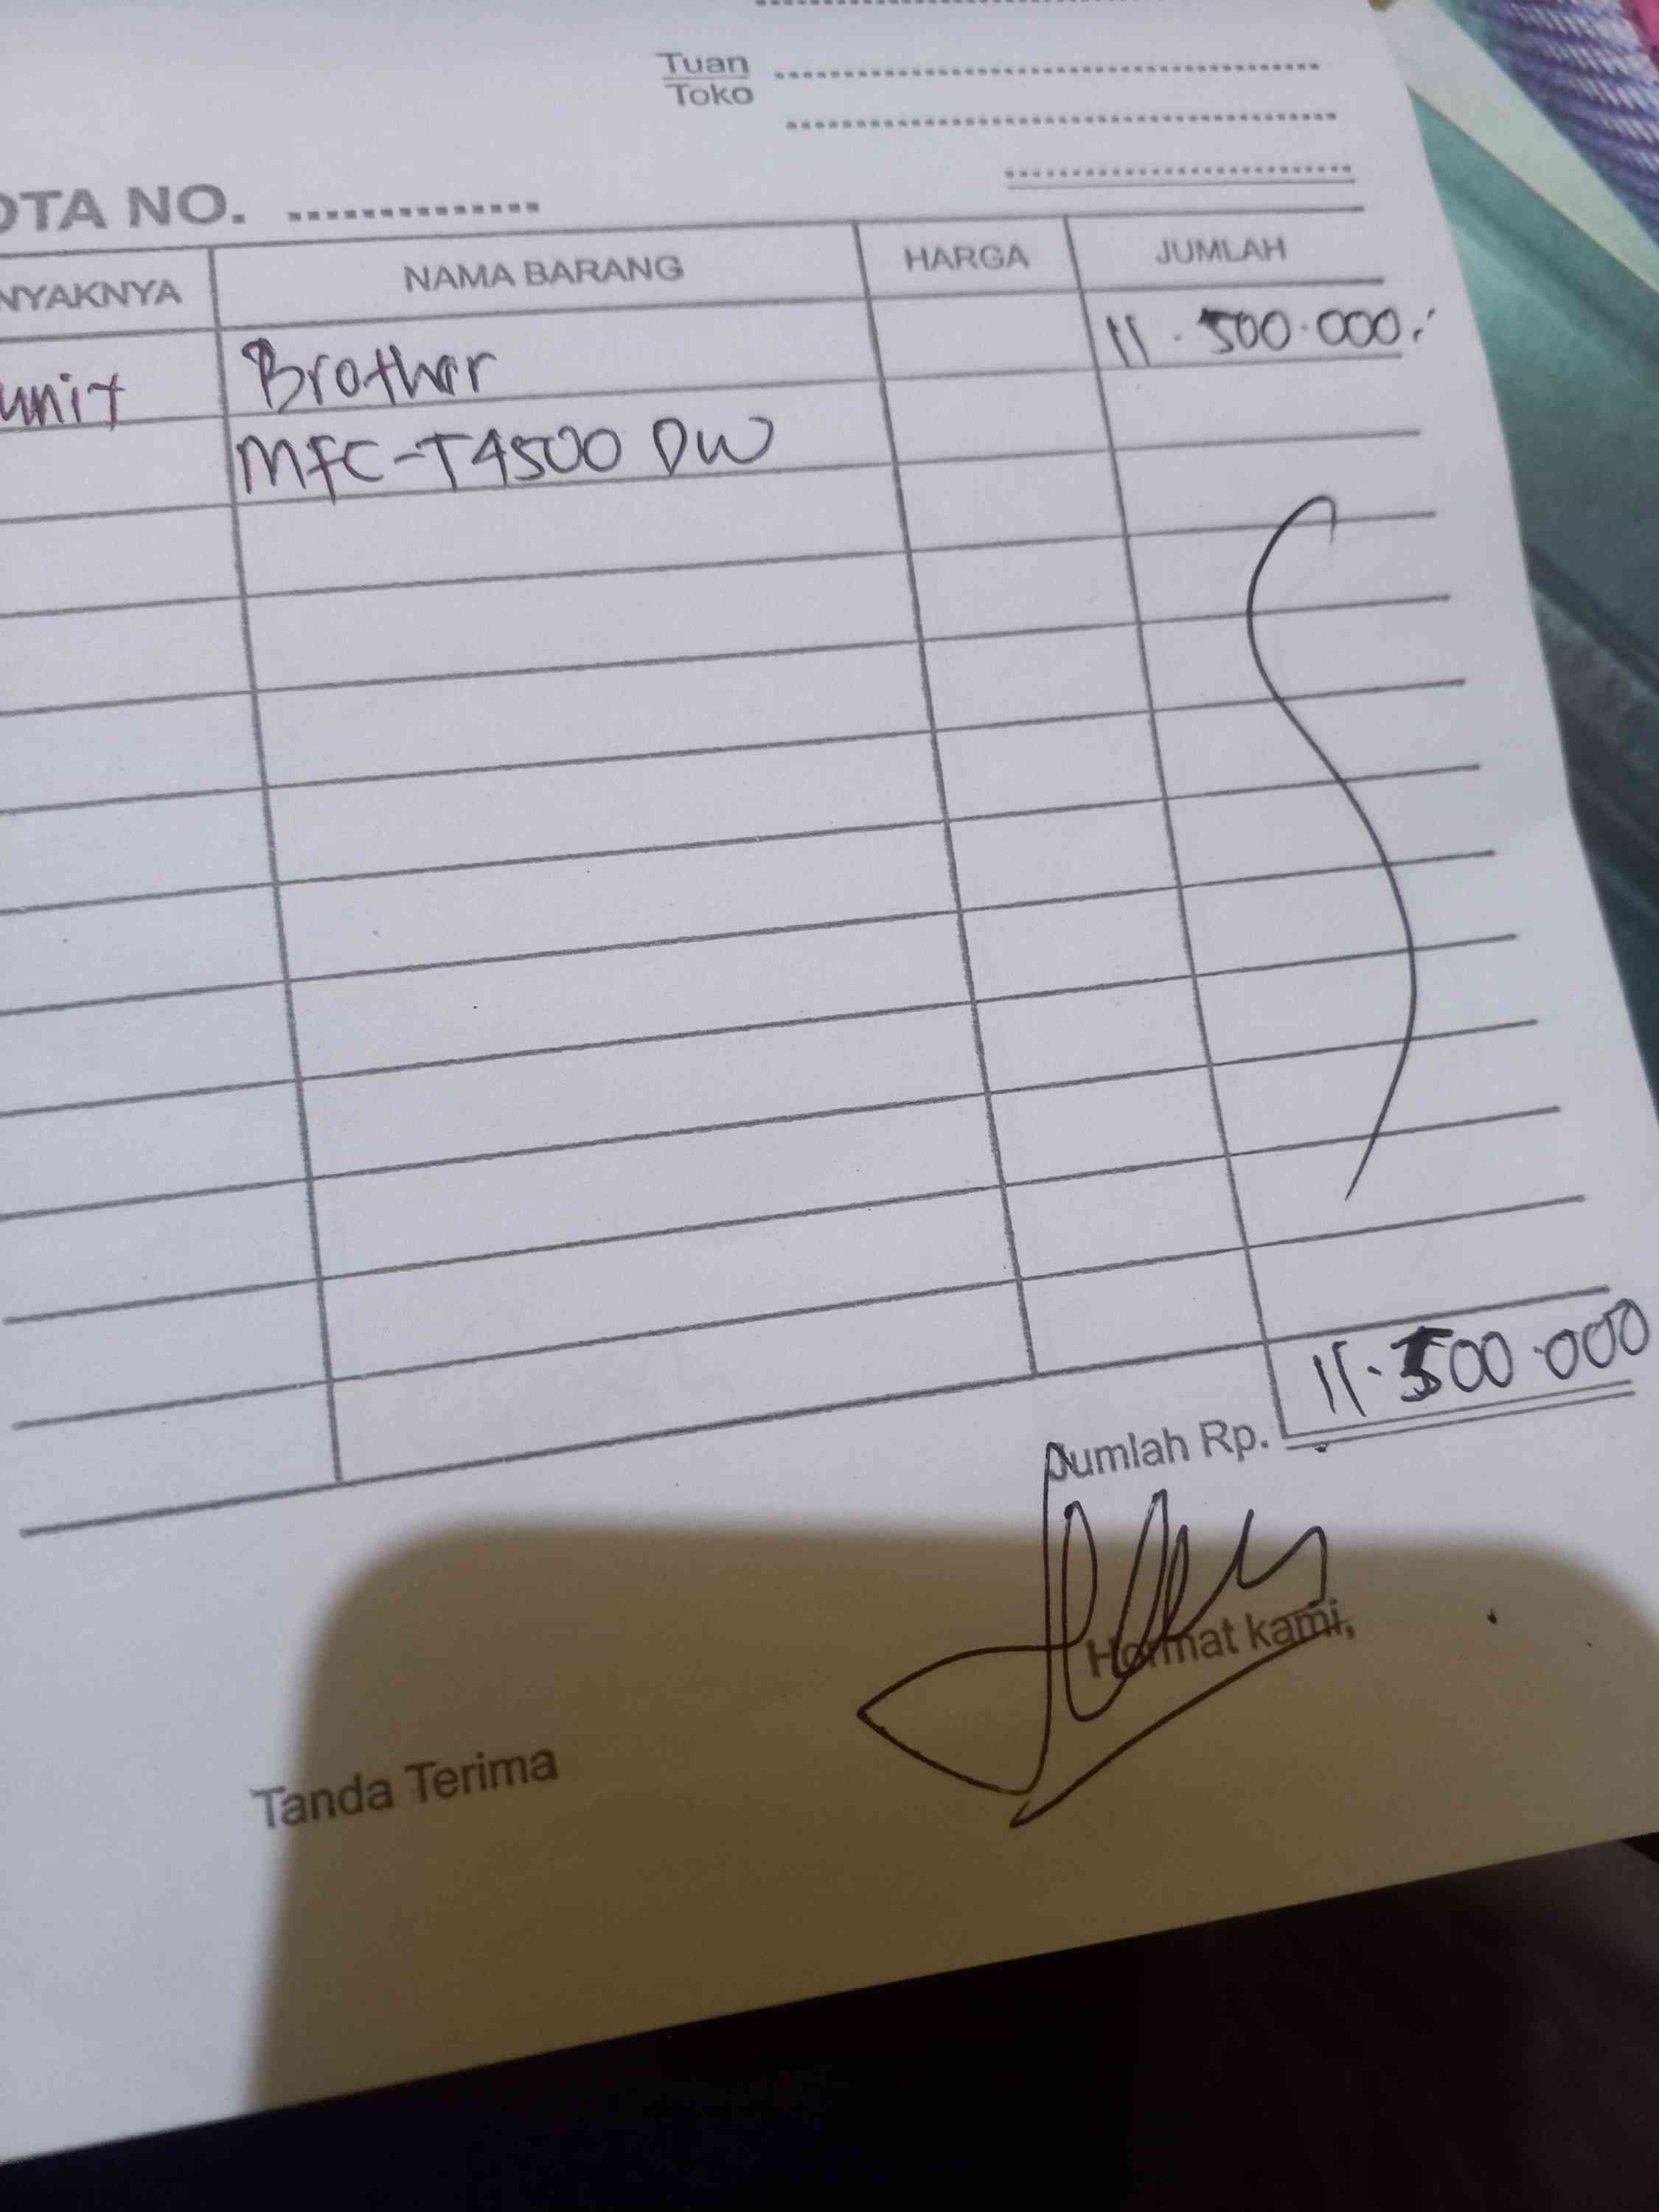 Tuan
Toko
OTA NO.
NYAKNYA NAMA BARANG HARGA JUMLAH
unit Brother 11.500.000.-
MFC-T4500 DW
Jumlah Rp. 11.500.000
Hormat kami,
Tanda Terima